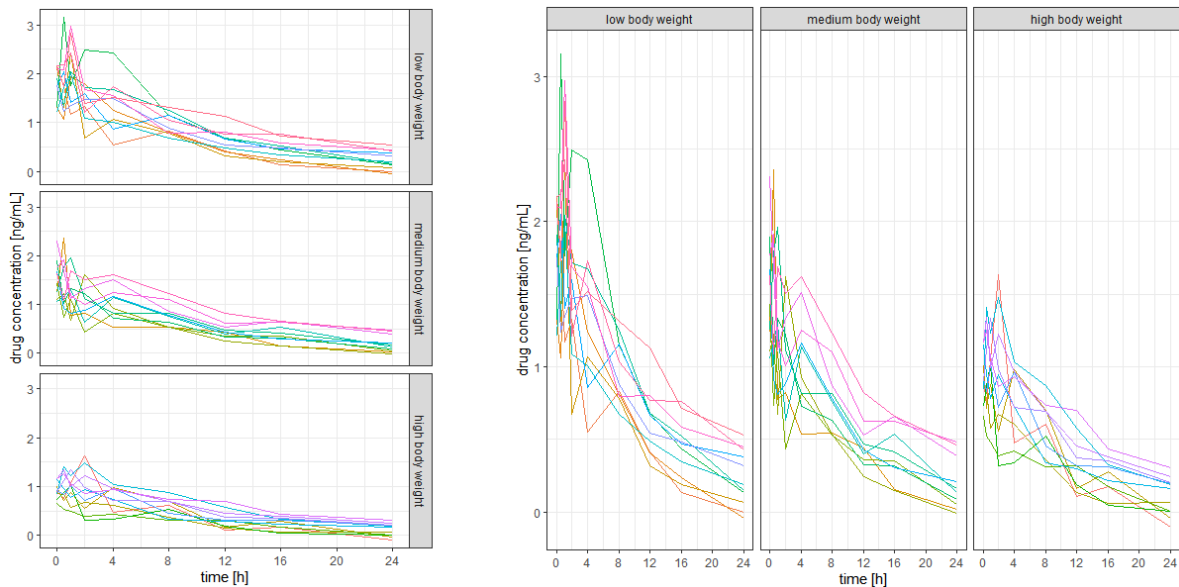 drug concentration [ng/mL]
3
2
1
0
low body weight
3
2
1
0
medium body weight
3
2
1
0
high body weight
0 4 8 12 16 20 24
time [h]
low body weight medium body weight high body weight
drug concentration [ng/mL]
3
2
1
0
0 4 8 12 16 20 24 0 4 8 12 16 20 24 0 4 8 12 16 20 24
time [h]